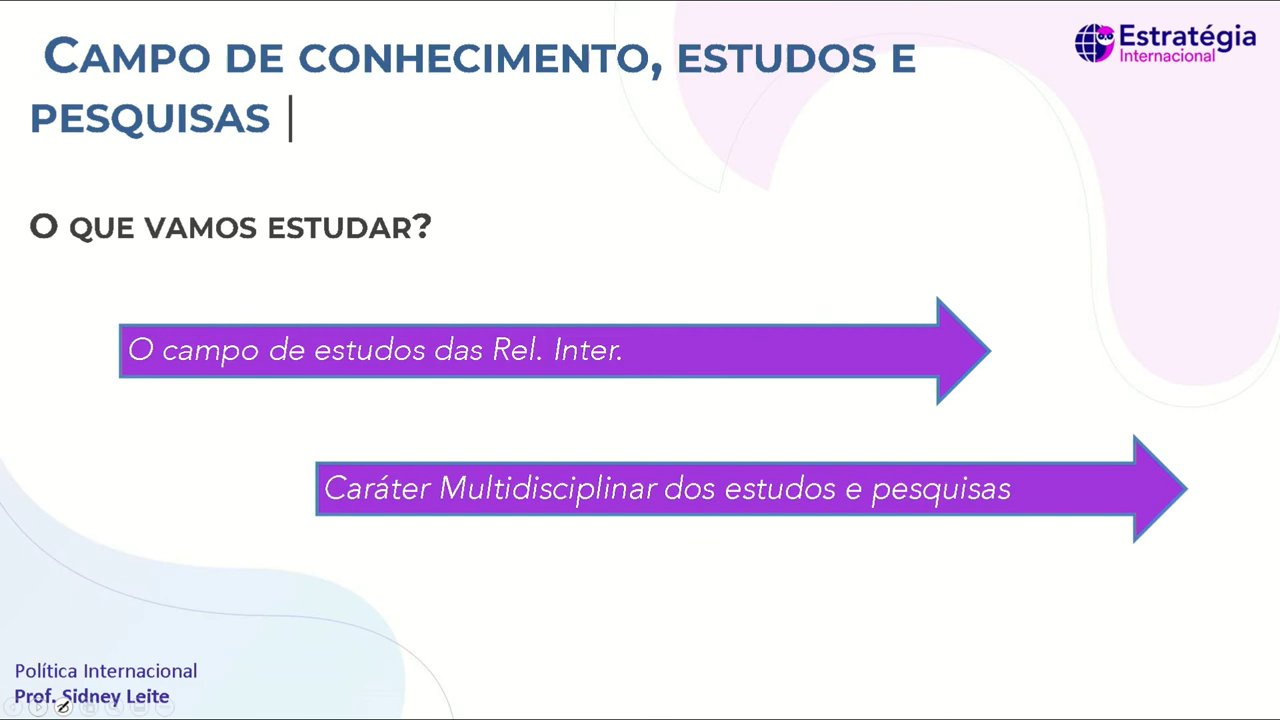 Campo de conhecimento, estudos e
pesquisas |
Estratégia
Internacional
O que vamos estudar?
O campo de estudos das Rel. Inter.
Caráter Multidisciplinar dos estudos e pesquisas
Política Internacional
Prof. Sidney Leite